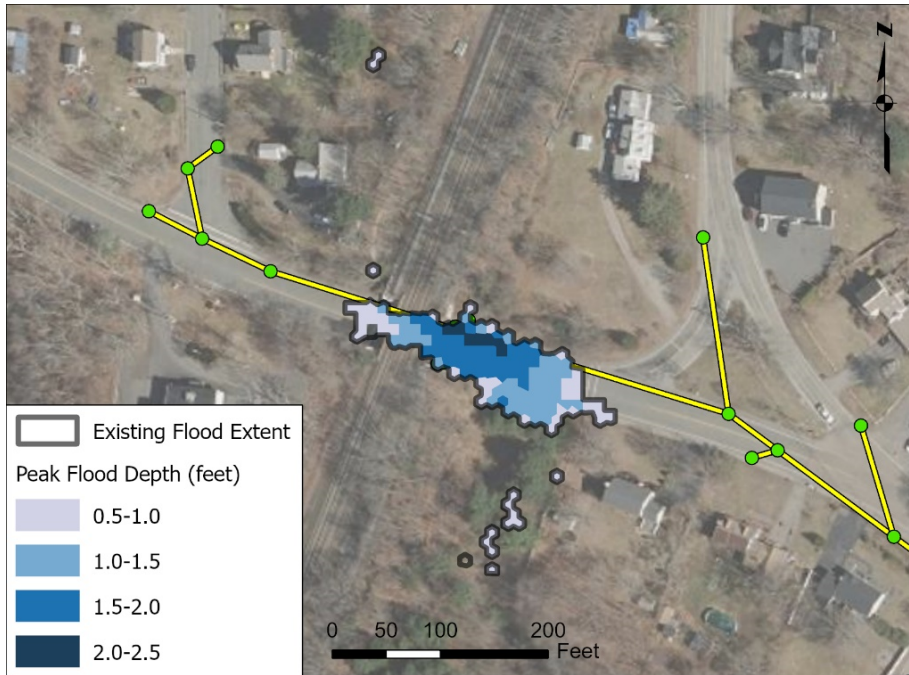 Z
Existing Flood Extent
Peak Flood Depth (feet)
0.5-1.0
1.0-1.5
1.5-2.0
2.0-2.5
0 50 100 200
Feet